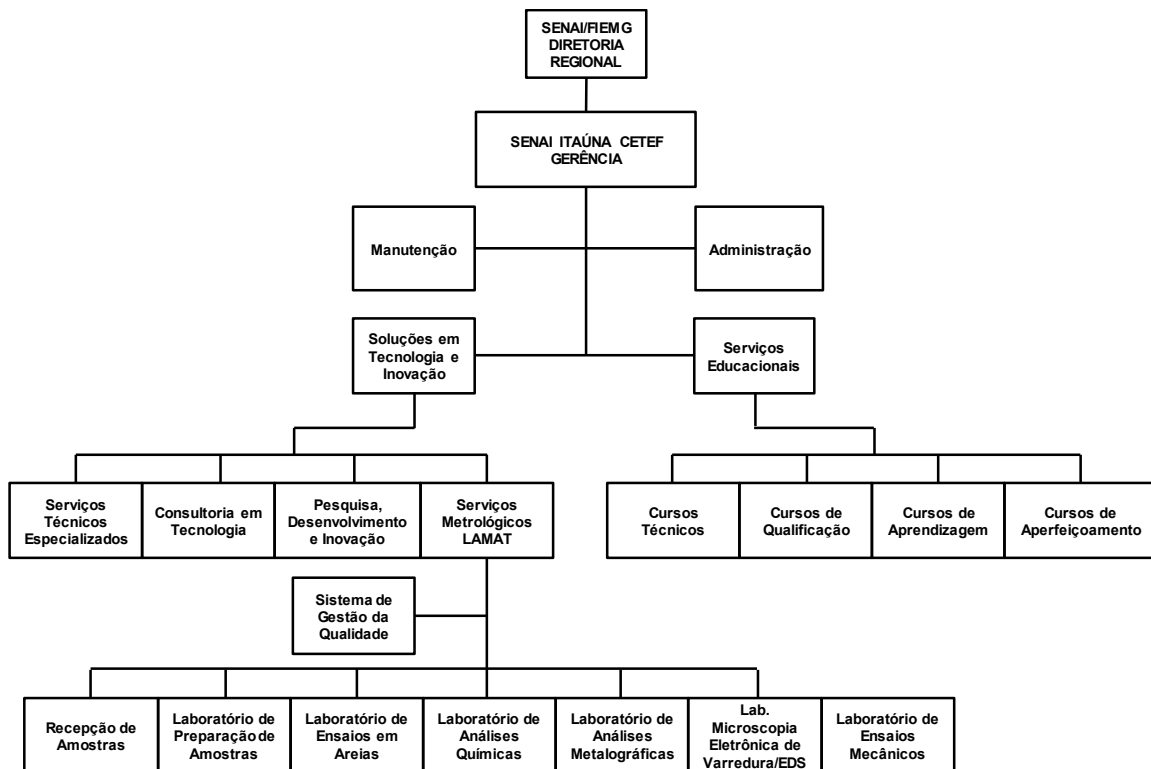 SENAI/FIEMG
DIRETORIA
REGIONAL
SENAI ITAÚNA CETEF
GERÊNCIA
Manutenção
Administração
Soluções em
Tecnologia e
Inovação
Serviços
Educacionais
Serviços
Técnicos
Especializados
Consultoria em
Tecnologia
Pesquisa,
Desenvolvimento
e Inovação
Serviços
Metrológicos
LAMAT
Cursos
Técnicos
Cursos de
Qualificação
Cursos de
Aprendizagem
Cursos de
Aperfeiçoamento
Sistema de
Gestão da
Qualidade
Recepção de
Amostras
Laboratório de
Preparação de
Amostras
Laboratório de
Ensaios em
Areias
Laboratório de
Análises
Químicas
Laboratório de
Análises
Metalográficas
Lab.
Microscopia
Eletrônica de
Varredura/EDS
Laboratório de
Ensaios
Mecânicos